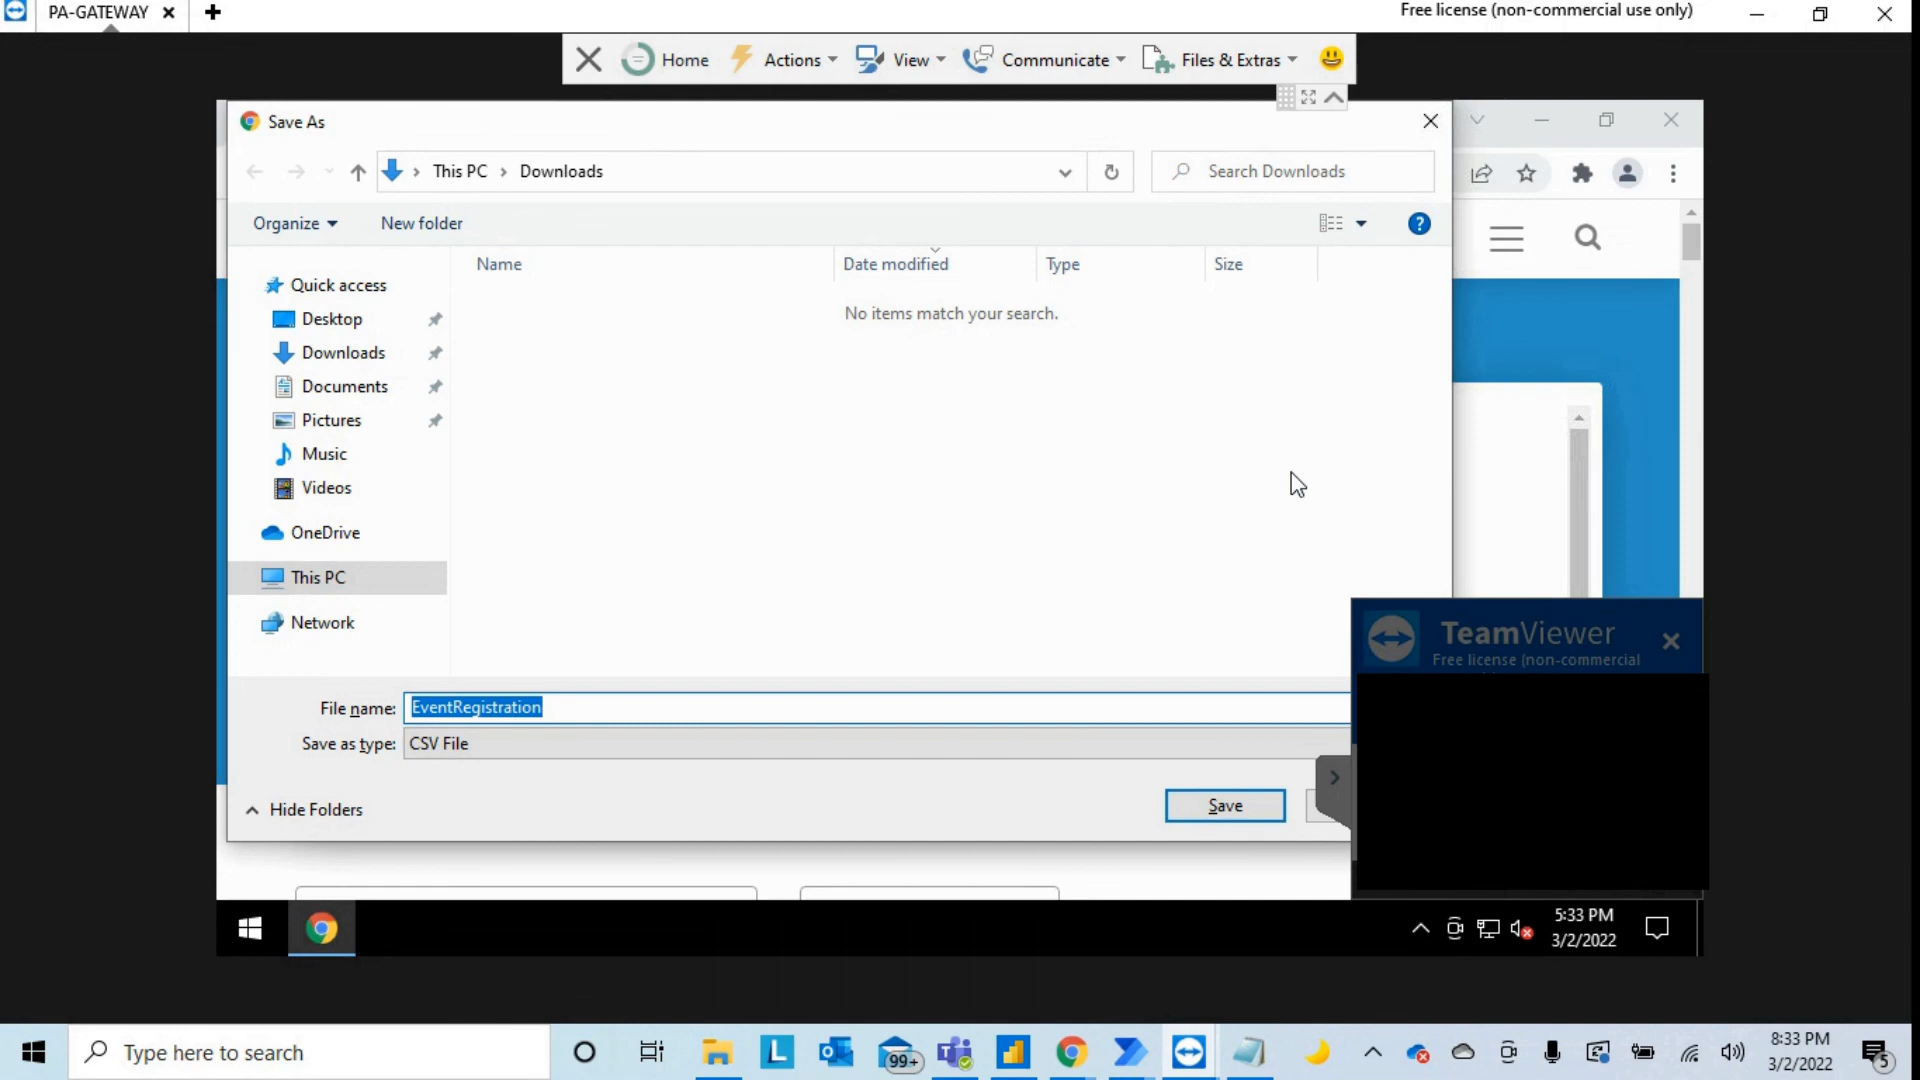 PA-GATEWAY
Free license (non-commercial use only)
Home
Actions
View
Communicate
Files & Extras
Save As
This PC
Downloads
Search Downloads
Organize
New folder
Name
Date modified
Type
Size
No items match your search.
Quick access
Desktop
Downloads
Documents
Pictures
Music
Videos
OneDrive
This PC
Network
TeamViewer
Free license (non-commercial
File name:
EventRegistration
Save as type:
CSV File
Hide Folders
Save
5:33 PM
3/2/2022
Type here to search
99+
8:33 PM
3/2/2022
5